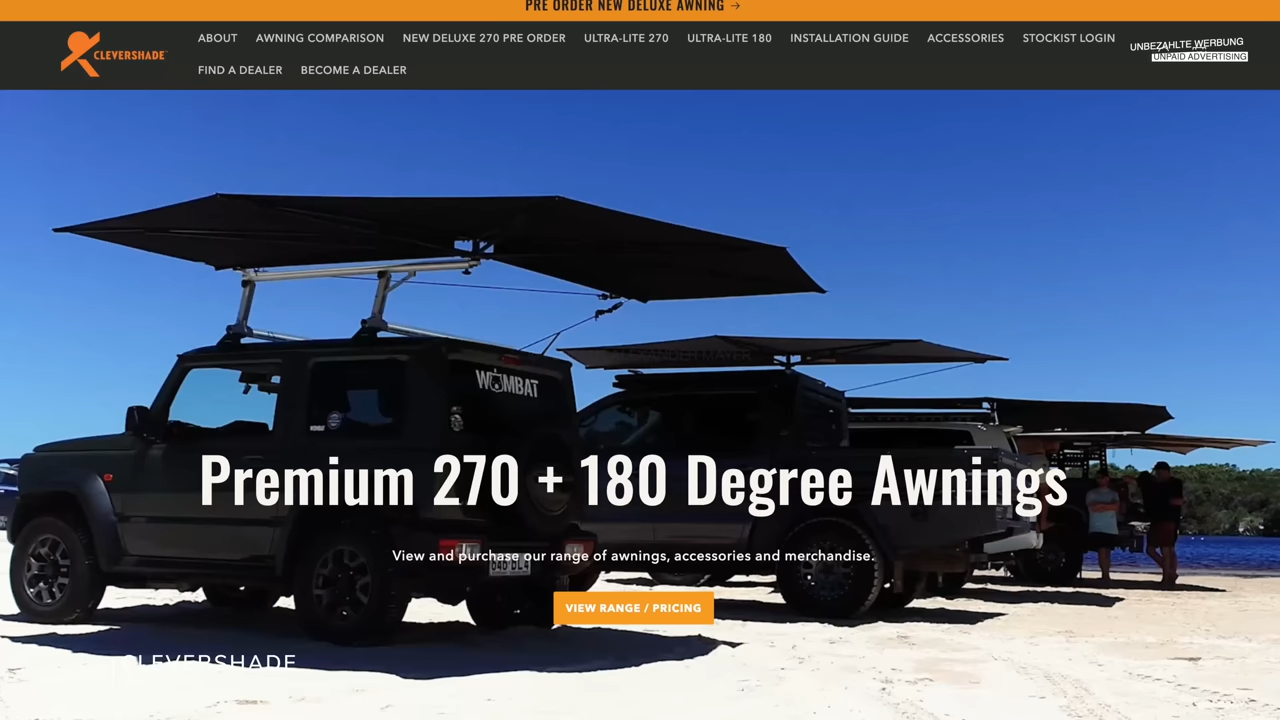 PRE ORDER NEW DELUXE AWNING →
CLEVERSHADE
ABOUT AWNING COMPARISON NEW DELUXE 270 PRE ORDER ULTRA-LITE 270 ULTRA-LITE 180 INSTALLATION GUIDE ACCESSORIES STOCKIST LOGIN
FIND A DEALER BECOME A DEALER
UNBEZAHLTE WERBUNG
UNPAID ADVERTISING
MAYER
WOMBAT
Premium 270 + 180 Degree Awnings
View and purchase our range of awnings, accessories and merchandise.
VIEW RANGE / PRICING
CLEVERSHADE